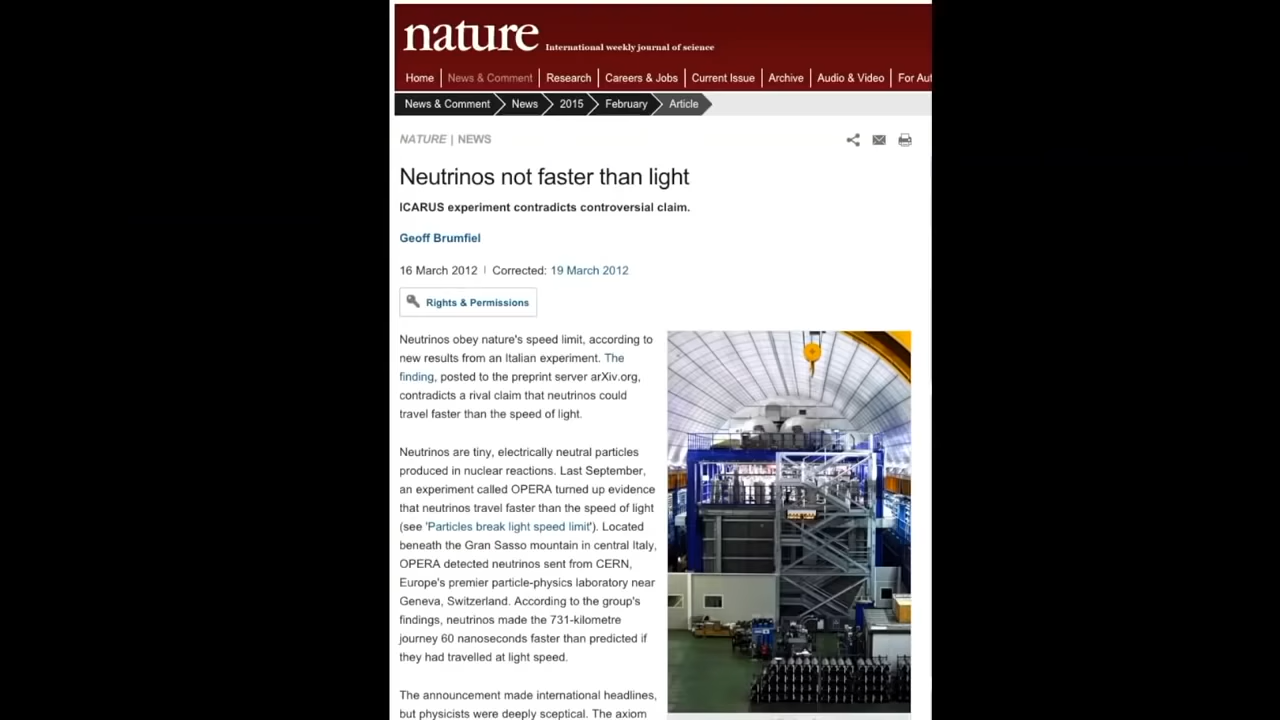 nature International weekly journal of science
Home News & Comment Research Careers & Jobs Current Issue Archive Audio & Video For Aut
News & Comment News 2015 February Article
NATURE | NEWS
Neutrinos not faster than light
ICARUS experiment contradicts controversial claim.
Geoff Brumfiel
16 March 2012 | Corrected: 19 March 2012
Rights & Permissions
Neutrinos obey nature's speed limit, according to
new results from an Italian experiment. The
finding, posted to the preprint server arXiv.org,
contradicts a rival claim that neutrinos could
travel faster than the speed of light.
Neutrinos are tiny, electrically neutral particles
produced in nuclear reactions. Last September,
an experiment called OPERA turned up evidence
that neutrinos travel faster than the speed of light
(see 'Particles break light speed limit'). Located
beneath the Gran Sasso mountain in central Italy,
OPERA detected neutrinos sent from CERN,
Europe's premier particle-physics laboratory near
Geneva, Switzerland. According to the group's
findings, neutrinos made the 731-kilometre
journey 60 nanoseconds faster than predicted if
they had travelled at light speed.
The announcement made international headlines,
but physicists were deeply sceptical. The axiom